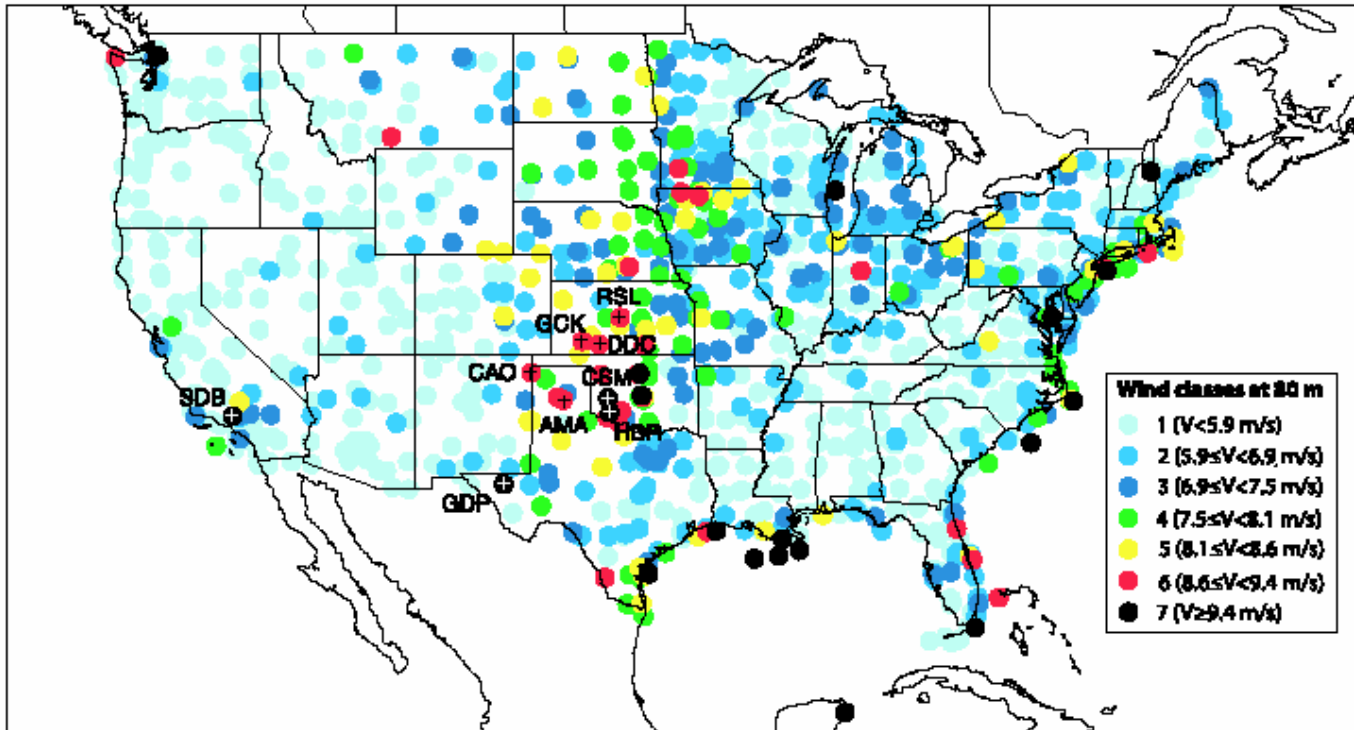 RSL
GCK
DDC
CAO
CSM
SDB
AMA
HBR
GDP
Wind classes at 80 m
1 (V<5.9 m/s)
2 (5.9≤V<6.9 m/s)
3 (6.9≤V<7.5 m/s)
4 (7.5≤V<8.1 m/s)
5 (8.1≤V<8.6 m/s)
6 (8.6≤V<9.4 m/s)
7 (V≥9.4 m/s)